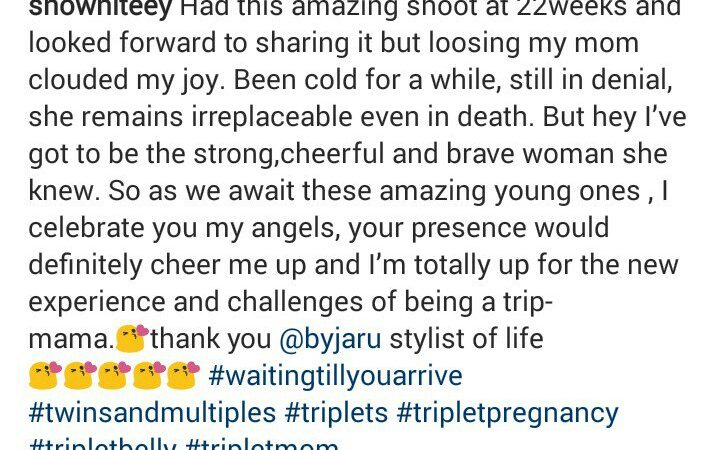 snowhiteey Had this amazing shoot at 22weeks and
looked forward to sharing it but loosing my mom
clouded my joy. Been cold for a while, still in denial,
she remains irreplaceable even in death. But hey I've
got to be the strong,cheerful and brave woman she
knew. So as we await these amazing young ones , I
celebrate you my angels, your presence would
definitely cheer me up and I'm totally up for the new
experience and challenges of being a trip-
mama.😘thank you @byjaru stylist of life
😘😘😘😘😘 #waitingtillyouarrive
#twinsandmultiples #triplets #tripletpregnancy
#tripletbelly #tripletmom